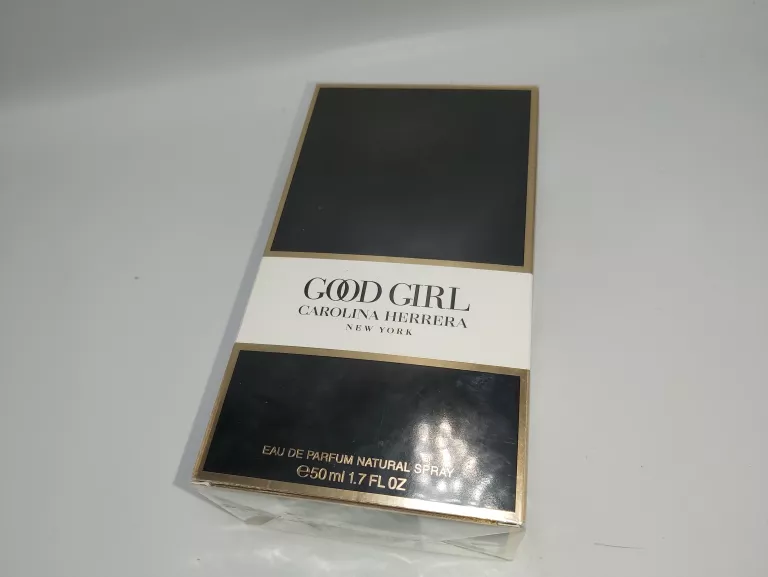 GOOD GIRL
CAROLINA HERRERA
NEW YORK
EAU DE PARFUM NATURAL SPRAY
℮50 ml 1.7 FL OZ